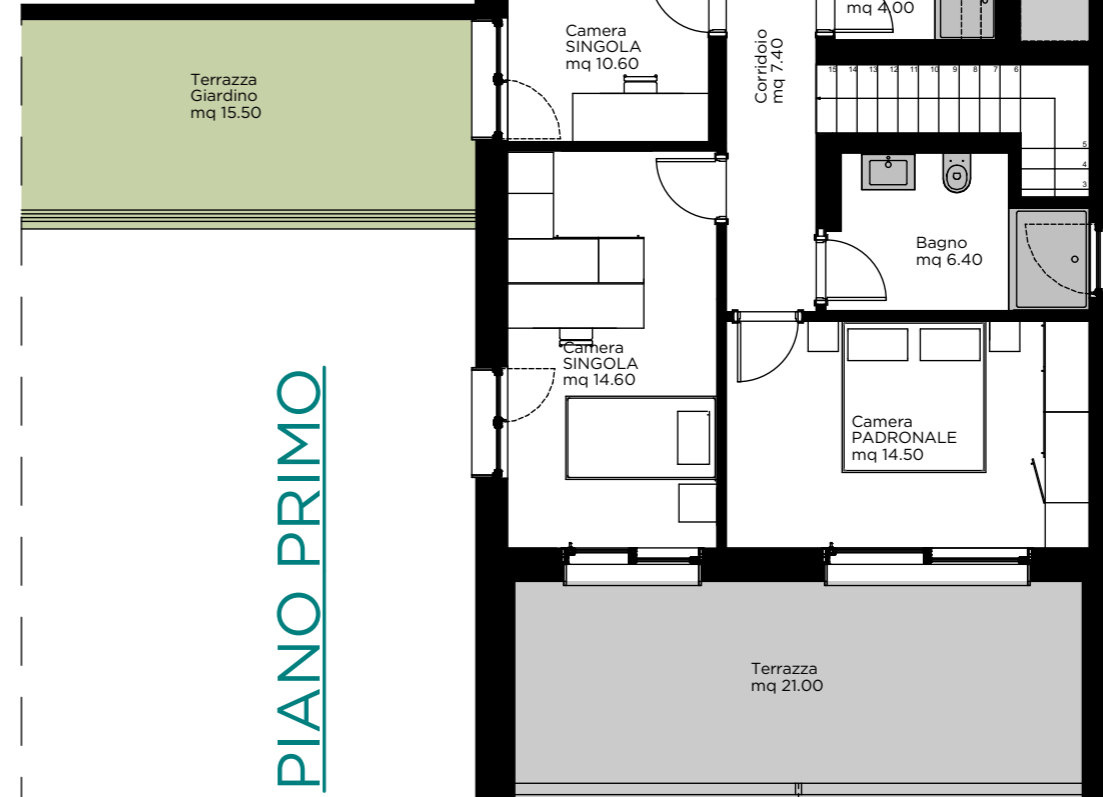 mq 4.00
Camera
SINGOLA
mq 10.60
Corridoio
mq 7.40
Terrazza
Giardino
mq 15.50
15 14 13 12 11 10 9 8 7 6
5
4
3
Bagno
mq 6.40
Camera
SINGOLA
mq 14.60
Camera
PADRONALE
mq 14.50
PIANO PRIMO
Terrazza
mq 21.00